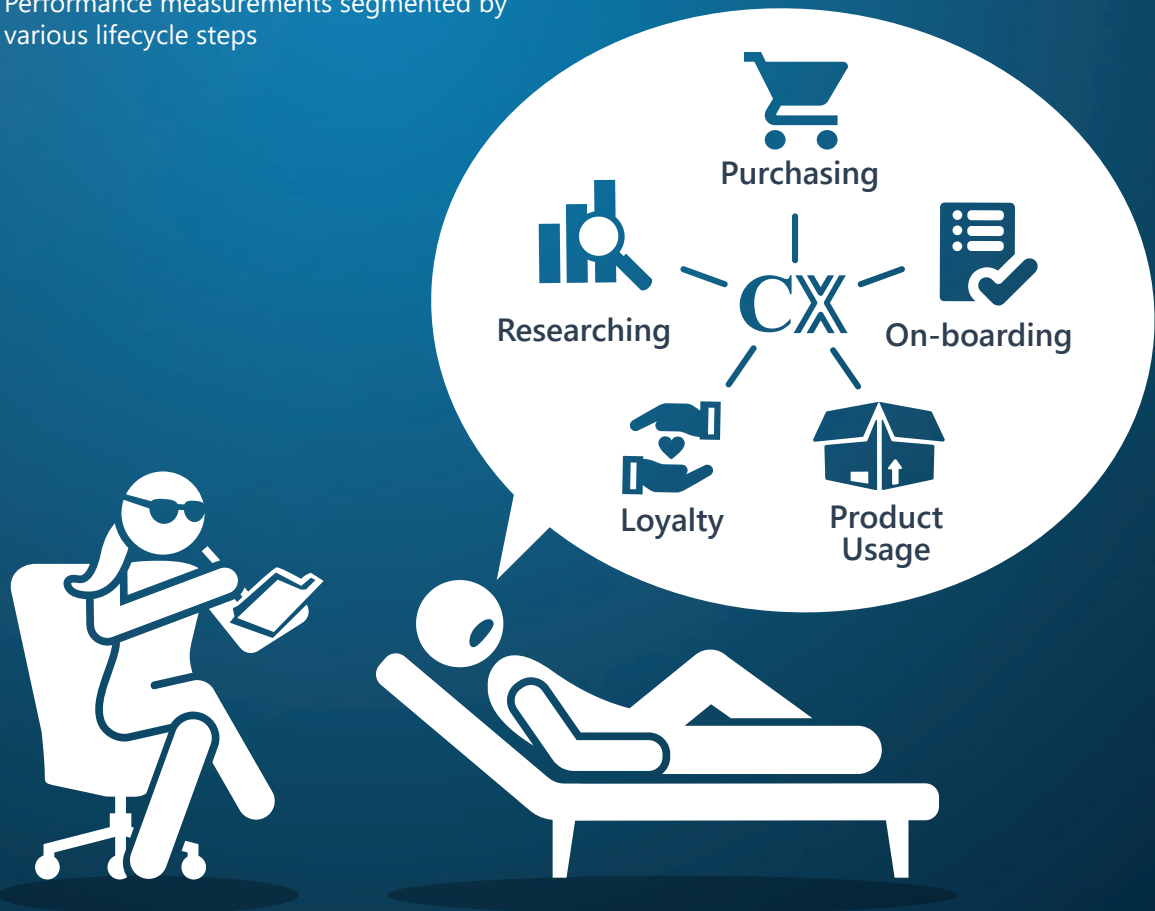 Performance measurements segmented by
various lifecycle steps
Purchasing
Researching
CX
On-boarding
Loyalty
Product
Usage